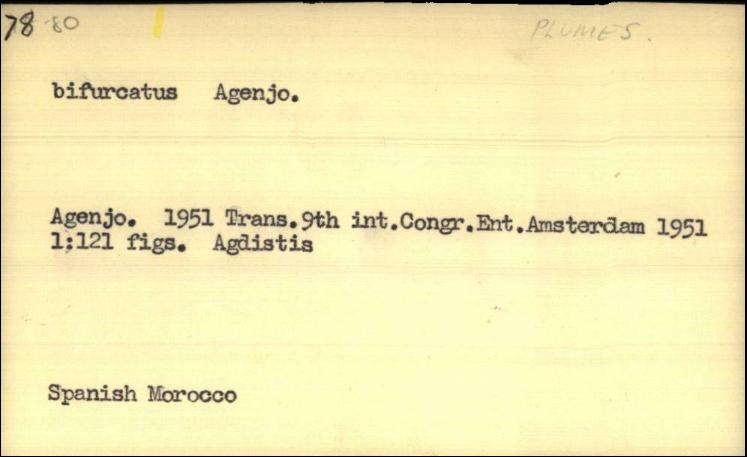 78-80
PLUMES.
bifurcatus Agenjo.
Agenjo. 1951 Trans.9th int.Congr.Ent.Amsterdam 1951
1:121 figs. Agdistis
Spanish Morocco